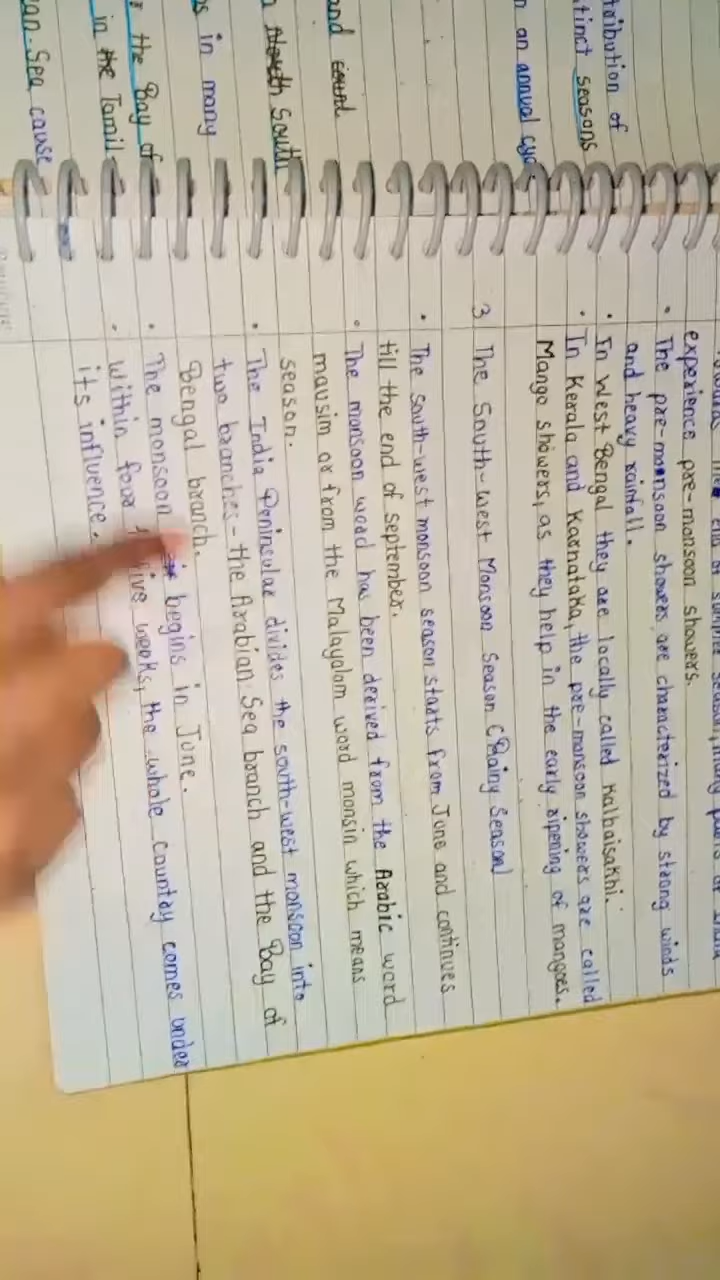 tribution of
tinct seasons
n an annual
and
South
s in many
the Bay of
in the Tamil-
an-Sea cause
experience pre-monsoon showers.
• The pre-monsoon showers are characterized by strong winds
and heavy rainfall.
• In West Bengal they are locally called Kalbaisakhi.
• In Kerala and Karnataka, the pre-monsoon showers are called
Mango showers, as they help in the early ripening of mangoes.
3 The South-west Monsoon Season (Rainy Season)
• The south-west monsoon season starts from June and continues
till the end of september.
• The monsoon word has been derived from the Arabic word
mausim or from the Malayalom word monsin which means
season.
• The India Peninsular divides the south-west monsoon into
two branches - the Arabian Sea branch and the Bay of
Bengal branch.
• The monsoon begins in June.
• Within four weeks, the whole country comes under
its influence.